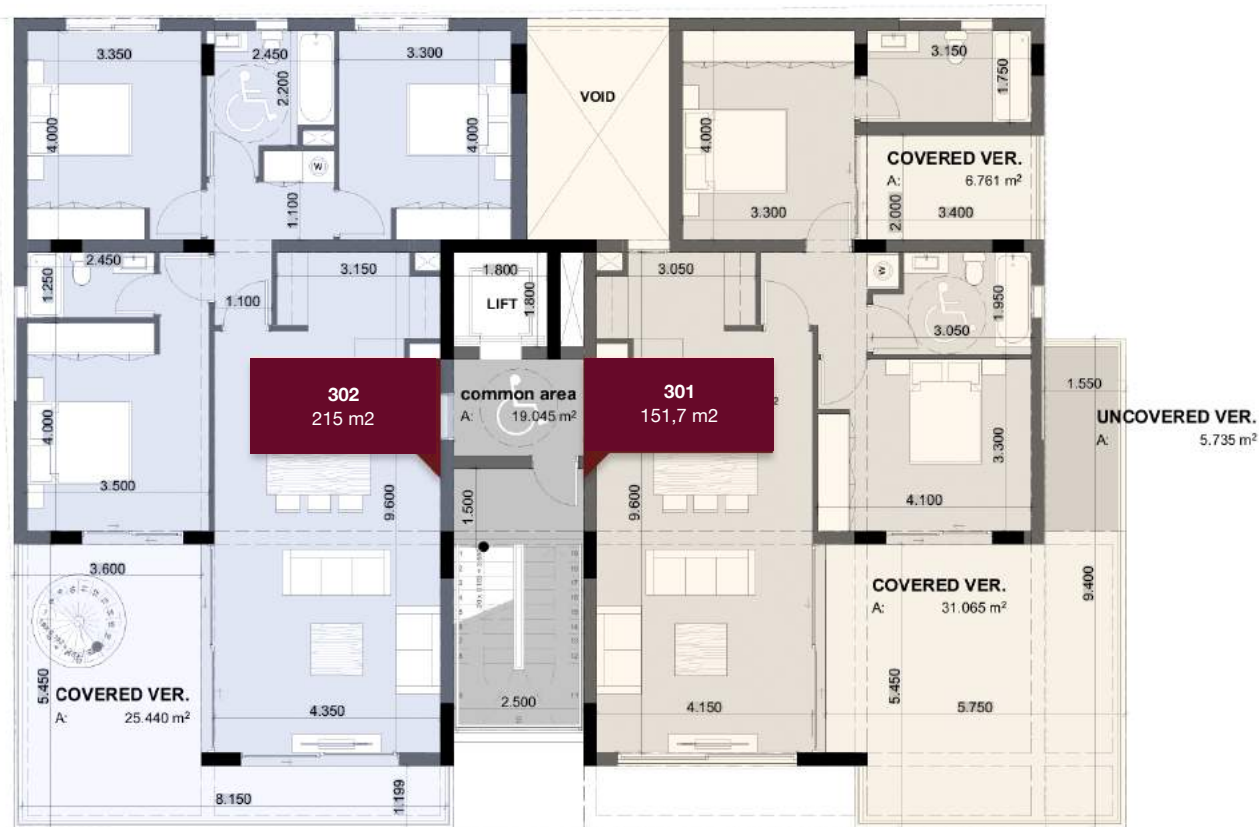 3.350
2.450
3.300
3.150
2.200
1.750
VOID
4.000
4.000
4.000
COVERED VER.
A: 6.761 m²
W
3.300
2.000
3.400
1.100
2.450
3.150
1.800
3.050
1.250
LIFT
1.800
W
1.950
1.100
3.050
302
215 m2
common area
A: 19.045 m²
301
151,7 m2
1.550
UNCOVERED VER.
A: 5.735 m²
4.000
3.300
3.500
9.600
1.500
9.600
4.100
3.600
COVERED VER.
A: 31.065 m²
9.400
5.450
COVERED VER.
A: 25.440 m²
5.450
4.350
2.500
4.150
5.750
8.150
1.199